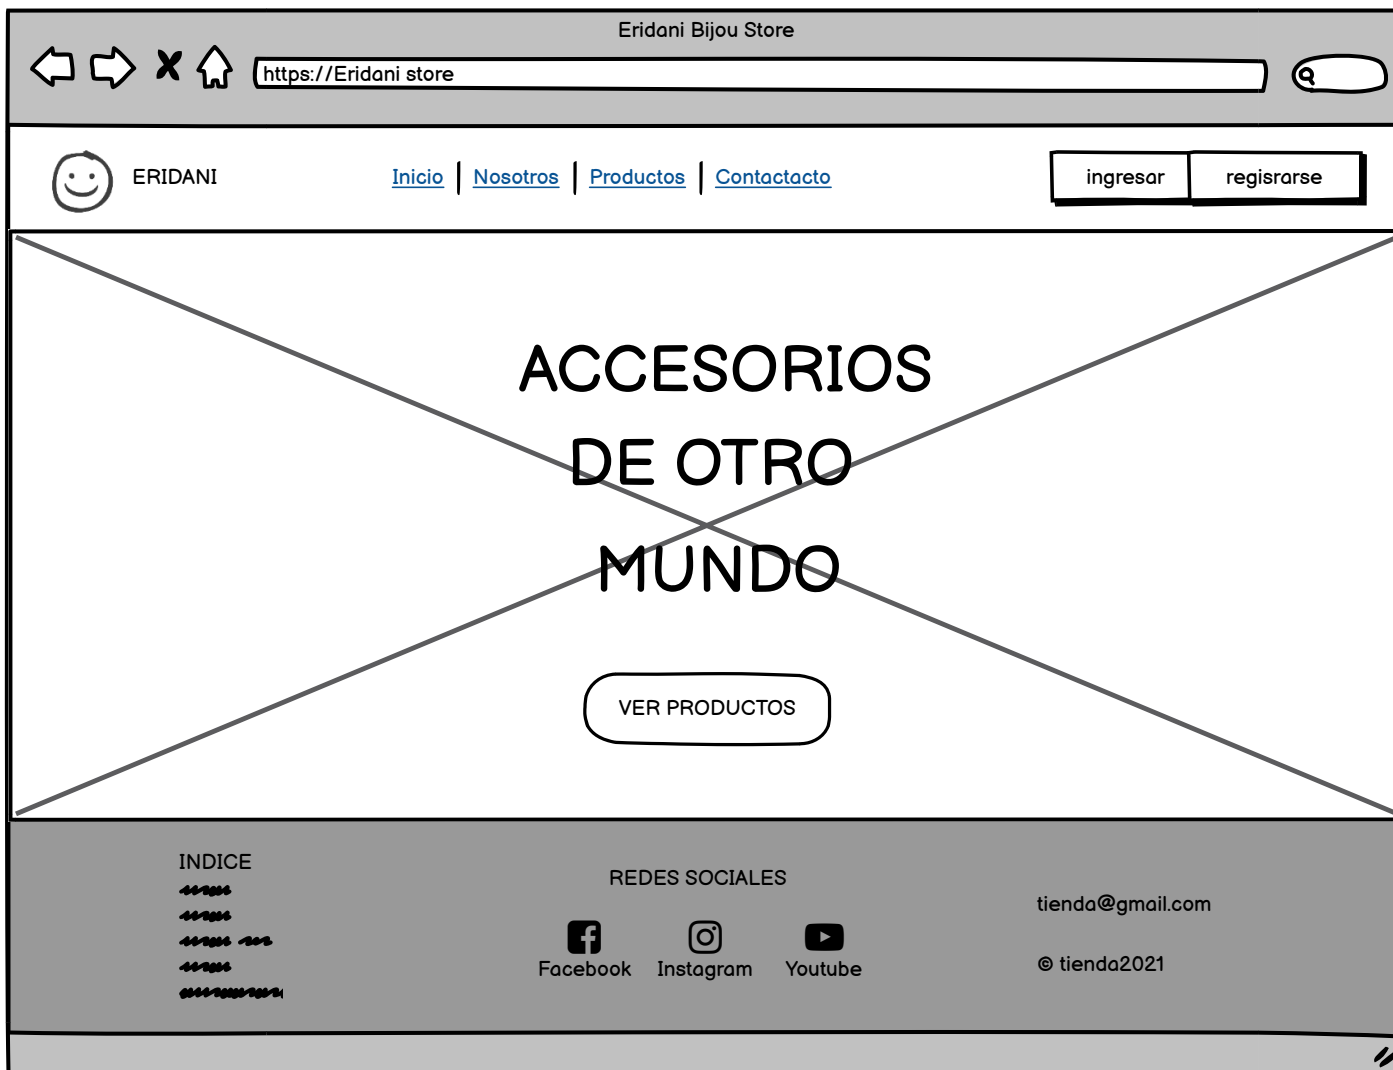 Eridani Bijou Store
https://Eridani store
ERIDANI
Inicio
Nosotros
Productos
Contactacto
ingresar
regisrarse
ACCESORIOS
DE OTRO
MUNDO
VER PRODUCTOS
INDICE
REDES SOCIALES
Facebook
Instagram
Youtube
tienda@gmail.com
© tienda2021